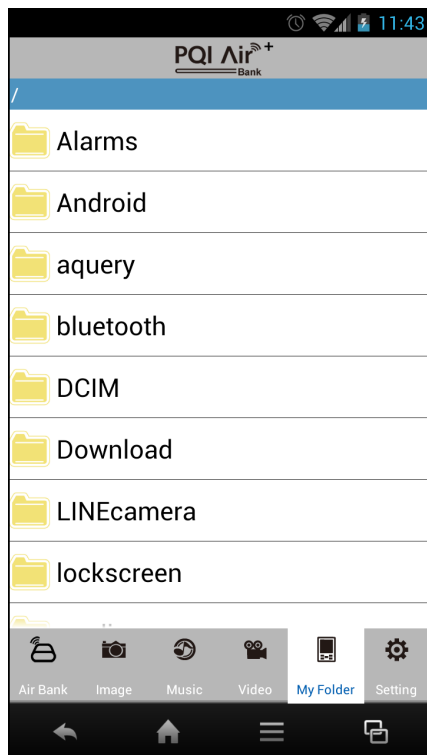 11:43
PQI Air+
Bank
/
Alarms
Android
aquery
bluetooth
DCIM
Download
LINEcamera
lockscreen
Air Bank Image Music Video My Folder Setting